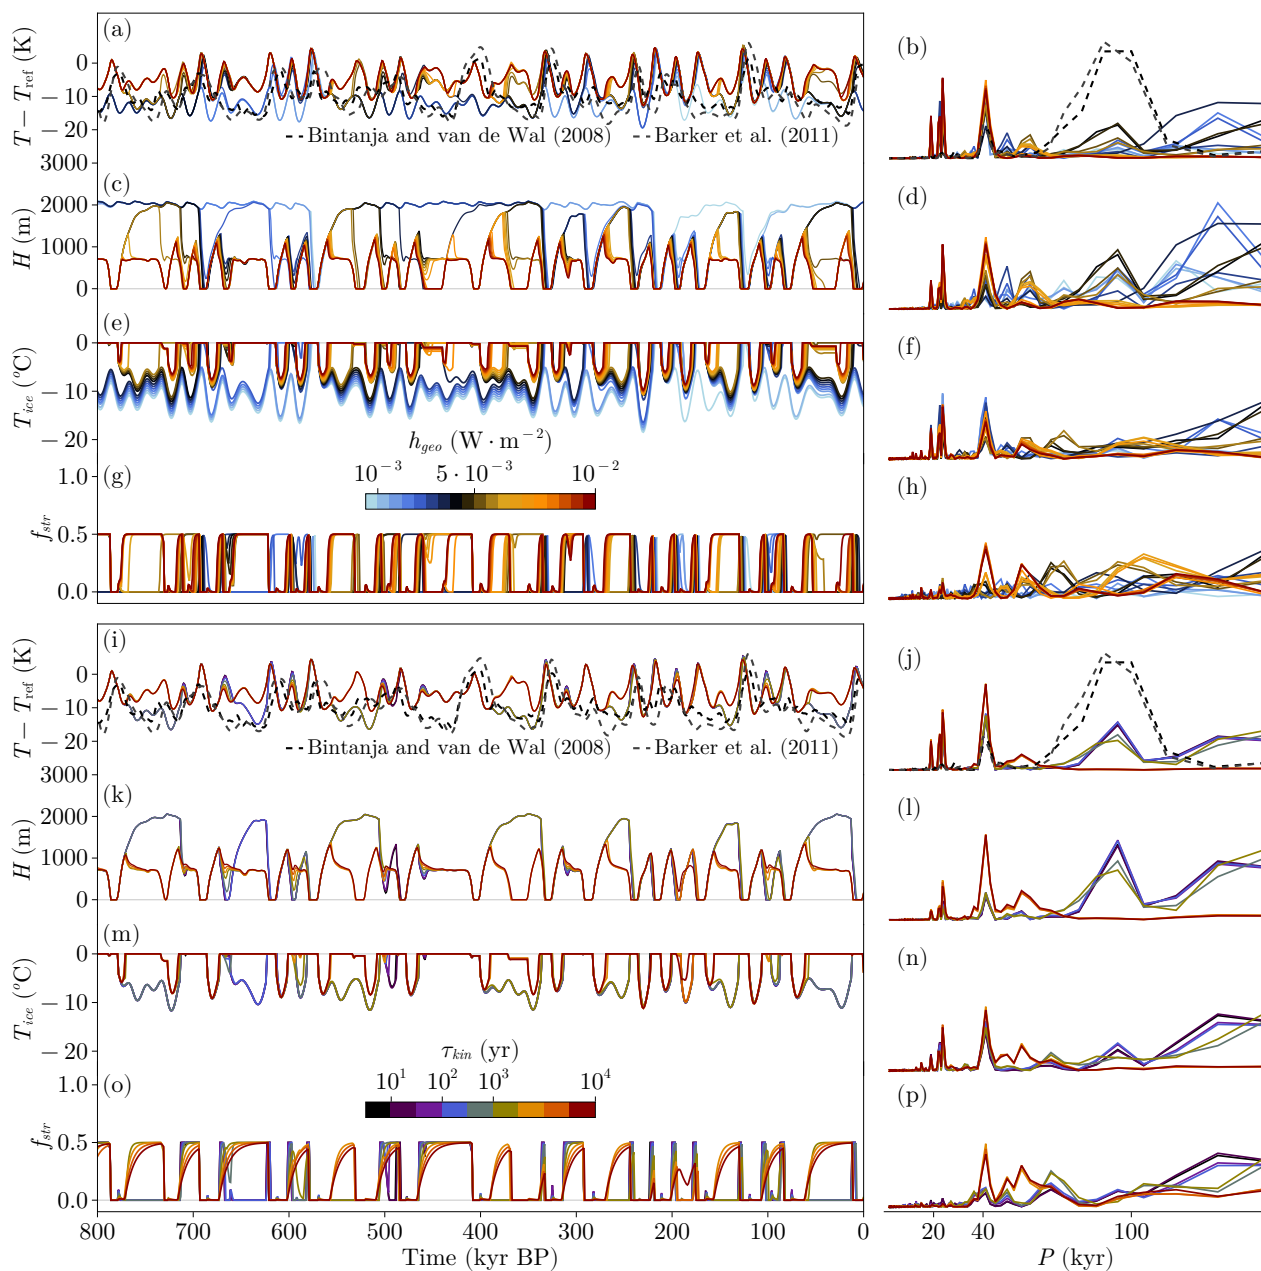 (a)
(b)
T − T_ref (K)
0
−10
−20
Bintanja and van de Wal (2008)
Barker et al. (2011)
(c)
(d)
H (m)
3000
2000
1000
0
(e)
(f)
T_ice (°C)
0
−10
−20
h_geo (W · m⁻²)
10⁻³
5 · 10⁻³
10⁻²
(g)
(h)
f_str
1.0
0.5
0.0
(i)
(j)
T − T_ref (K)
0
−10
−20
Bintanja and van de Wal (2008)
Barker et al. (2011)
(k)
(l)
H (m)
3000
2000
1000
0
(m)
(n)
T_ice (°C)
0
−10
−20
τ_kin (yr)
10¹
10²
10³
10⁴
(o)
(p)
f_str
1.0
0.5
0.0
800
700
600
500
400
300
200
100
0
20
40
100
Time (kyr BP)
P (kyr)